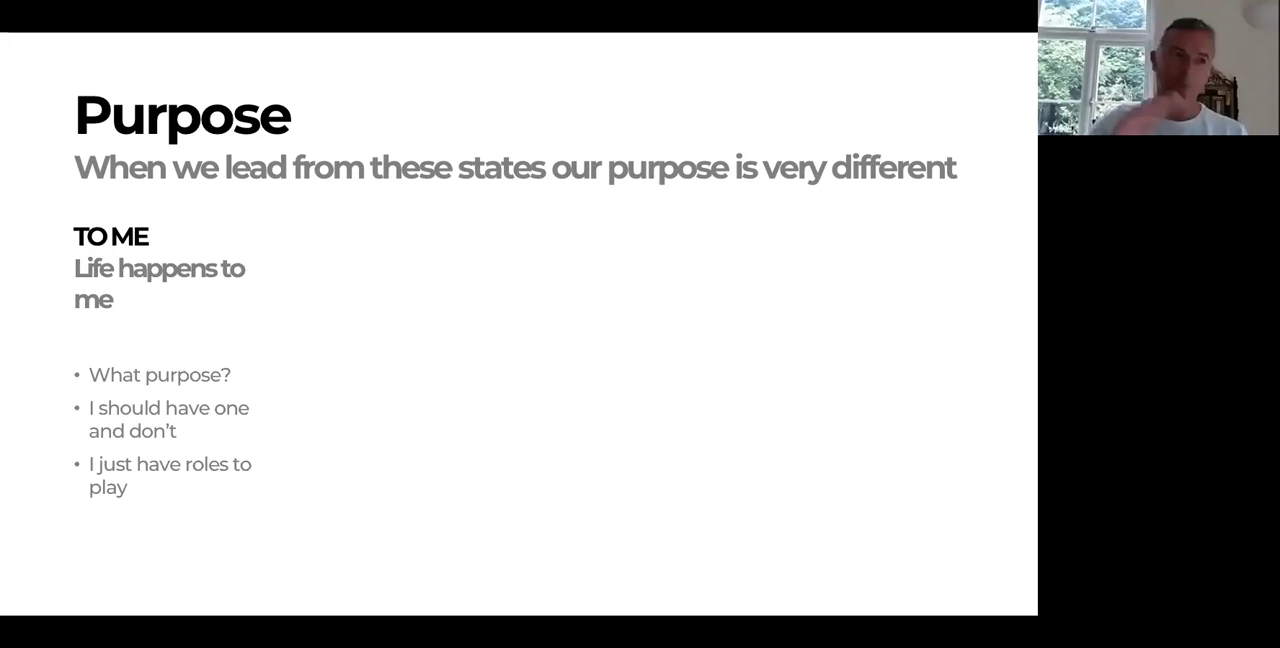 Purpose
When we lead from these states our purpose is very different
TO ME
Life happens to
me
• What purpose?
• I should have one
and don’t
• I just have roles to
play